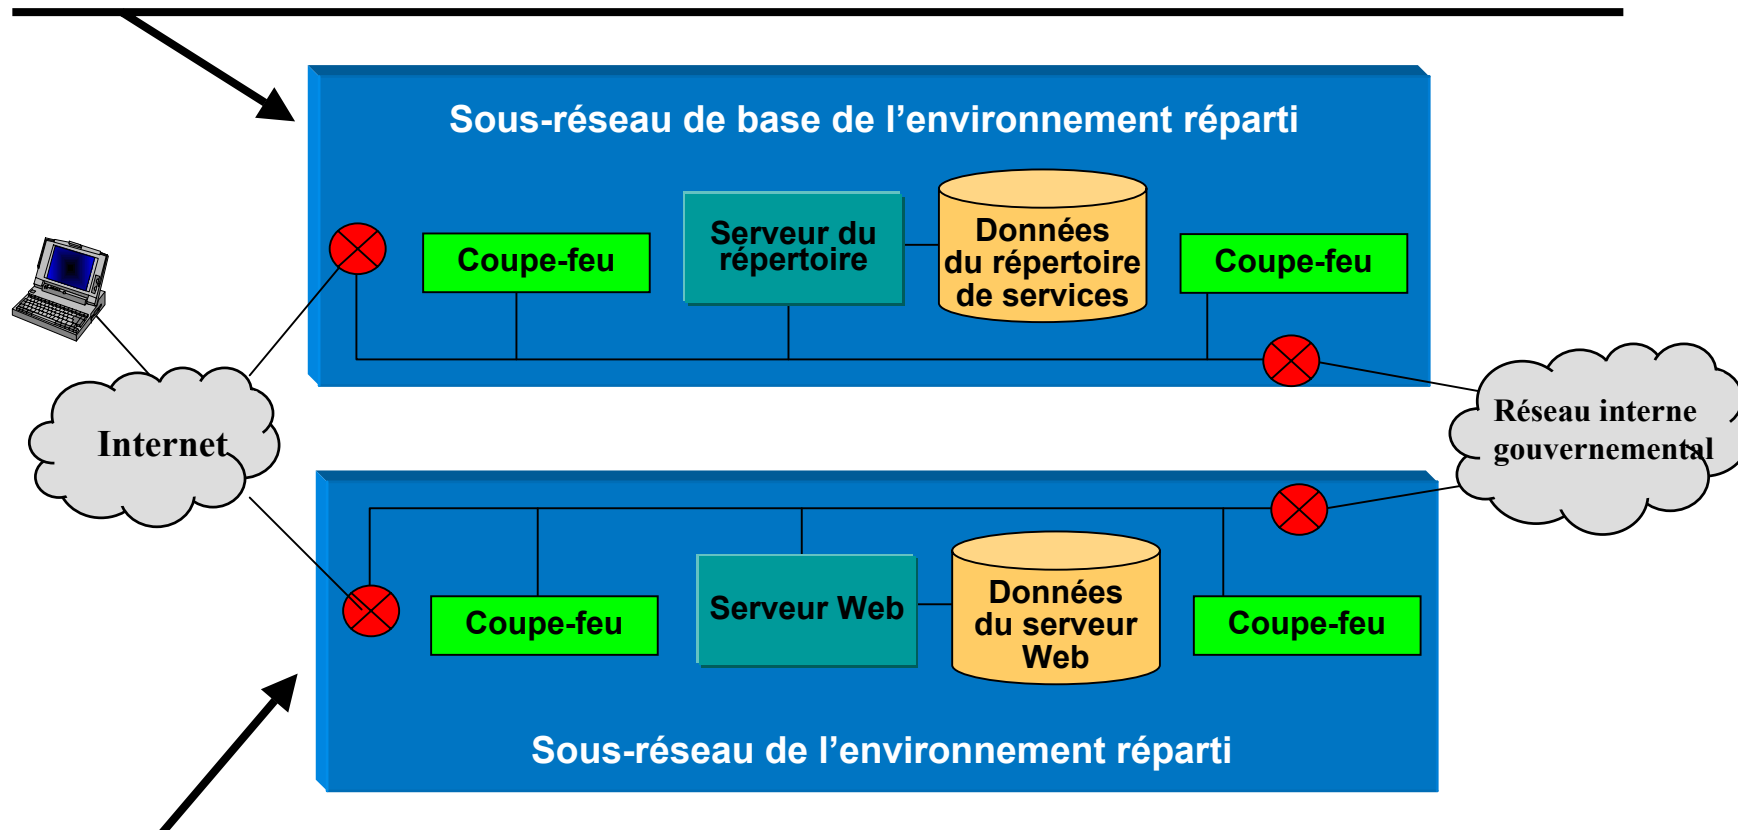 Sous-réseau de base de l’environnement réparti
Coupe-feu
Serveur du
répertoire
Données
du répertoire
de services
Coupe-feu
Internet
Réseau interne
gouvernemental
Coupe-feu
Serveur Web
Données
du serveur
Web
Coupe-feu
Sous-réseau de l’environnement réparti